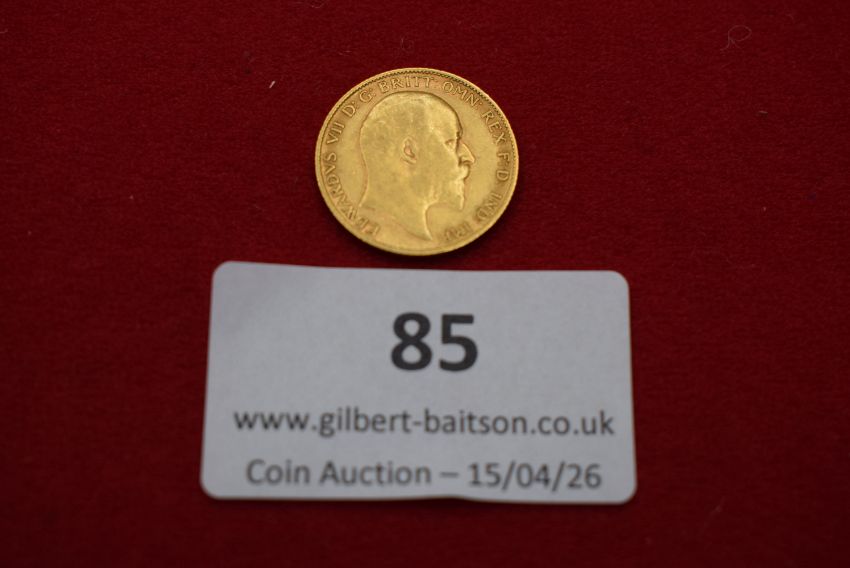 EDWARDVS VII D: G: BRITT: OMN: REX F: D: IND: IMP:
85
www.gilbert-baitson.co.uk
Coin Auction – 15/04/26